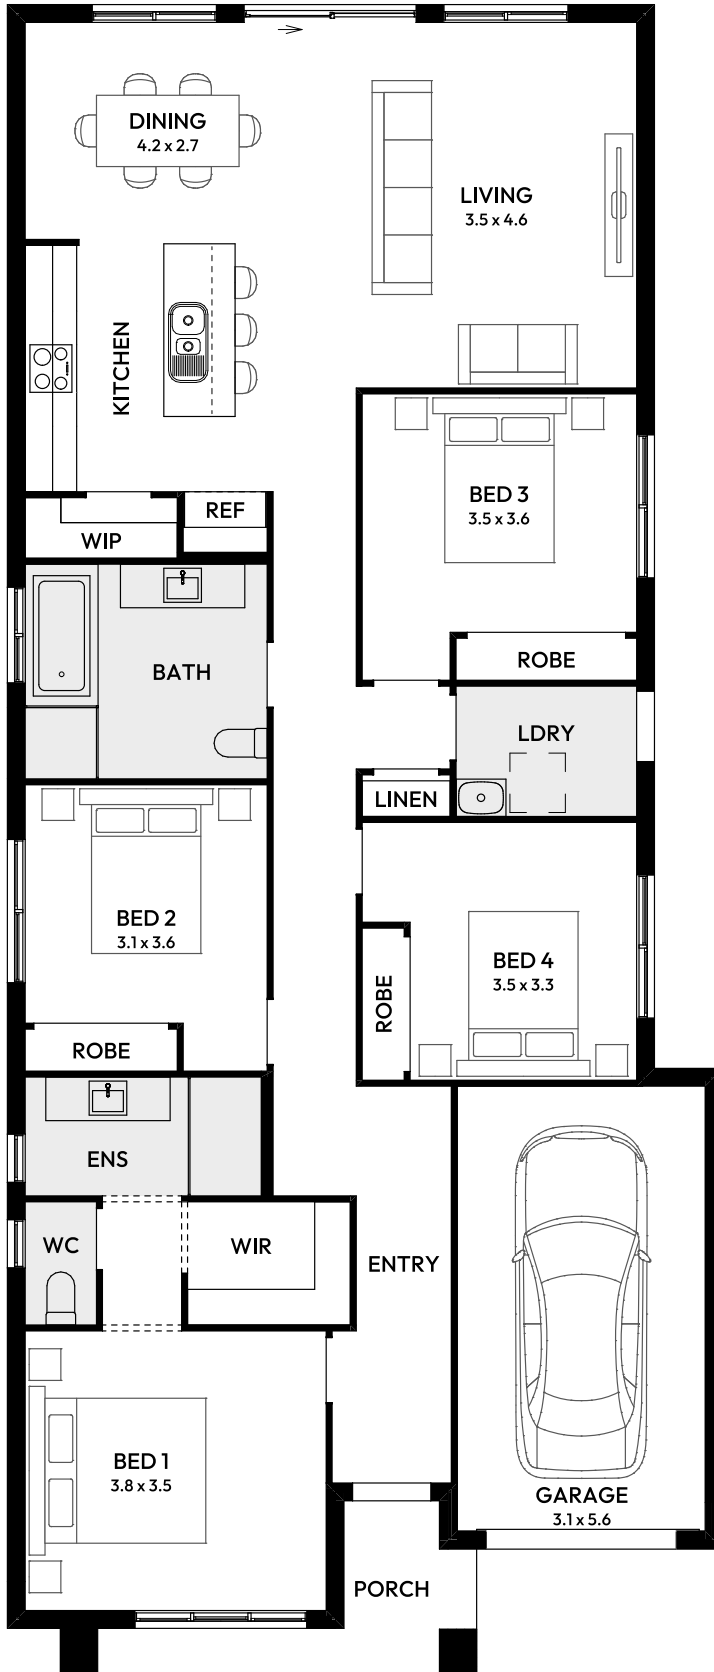 DINING
4.2 x 2.7
LIVING
3.5 x 4.6
KITCHEN
BED 3
3.5 x 3.6
REF
WIP
ROBE
BATH
LDRY
LINEN
BED 2
3.1 x 3.6
BED 4
3.5 x 3.3
ROBE
ROBE
ENS
WC
WIR
ENTRY
BED 1
3.8 x 3.5
GARAGE
3.1 x 5.6
PORCH